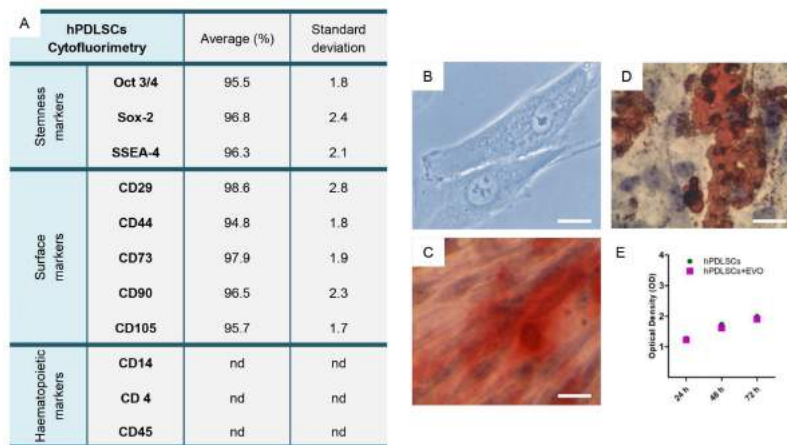 A
hPDLSCs
Cytofluorimetry
Average (%)
Standard
deviation
Stemness
markers
Oct 3/4 95.5 1.8
Sox-2 96.8 2.4
SSEA-4 96.3 2.1
Surface
markers
CD29 98.6 2.8
CD44 94.8 1.8
CD73 97.9 1.9
CD90 96.5 2.3
CD105 95.7 1.7
Haematopoietic
markers
CD14 nd nd
CD 4 nd nd
CD45 nd nd
B
D
C
E
hPDLSCs
hPDLSCs+EVO
Optical Density (OD)
4
3
2
1
24 h
48 h
72 h